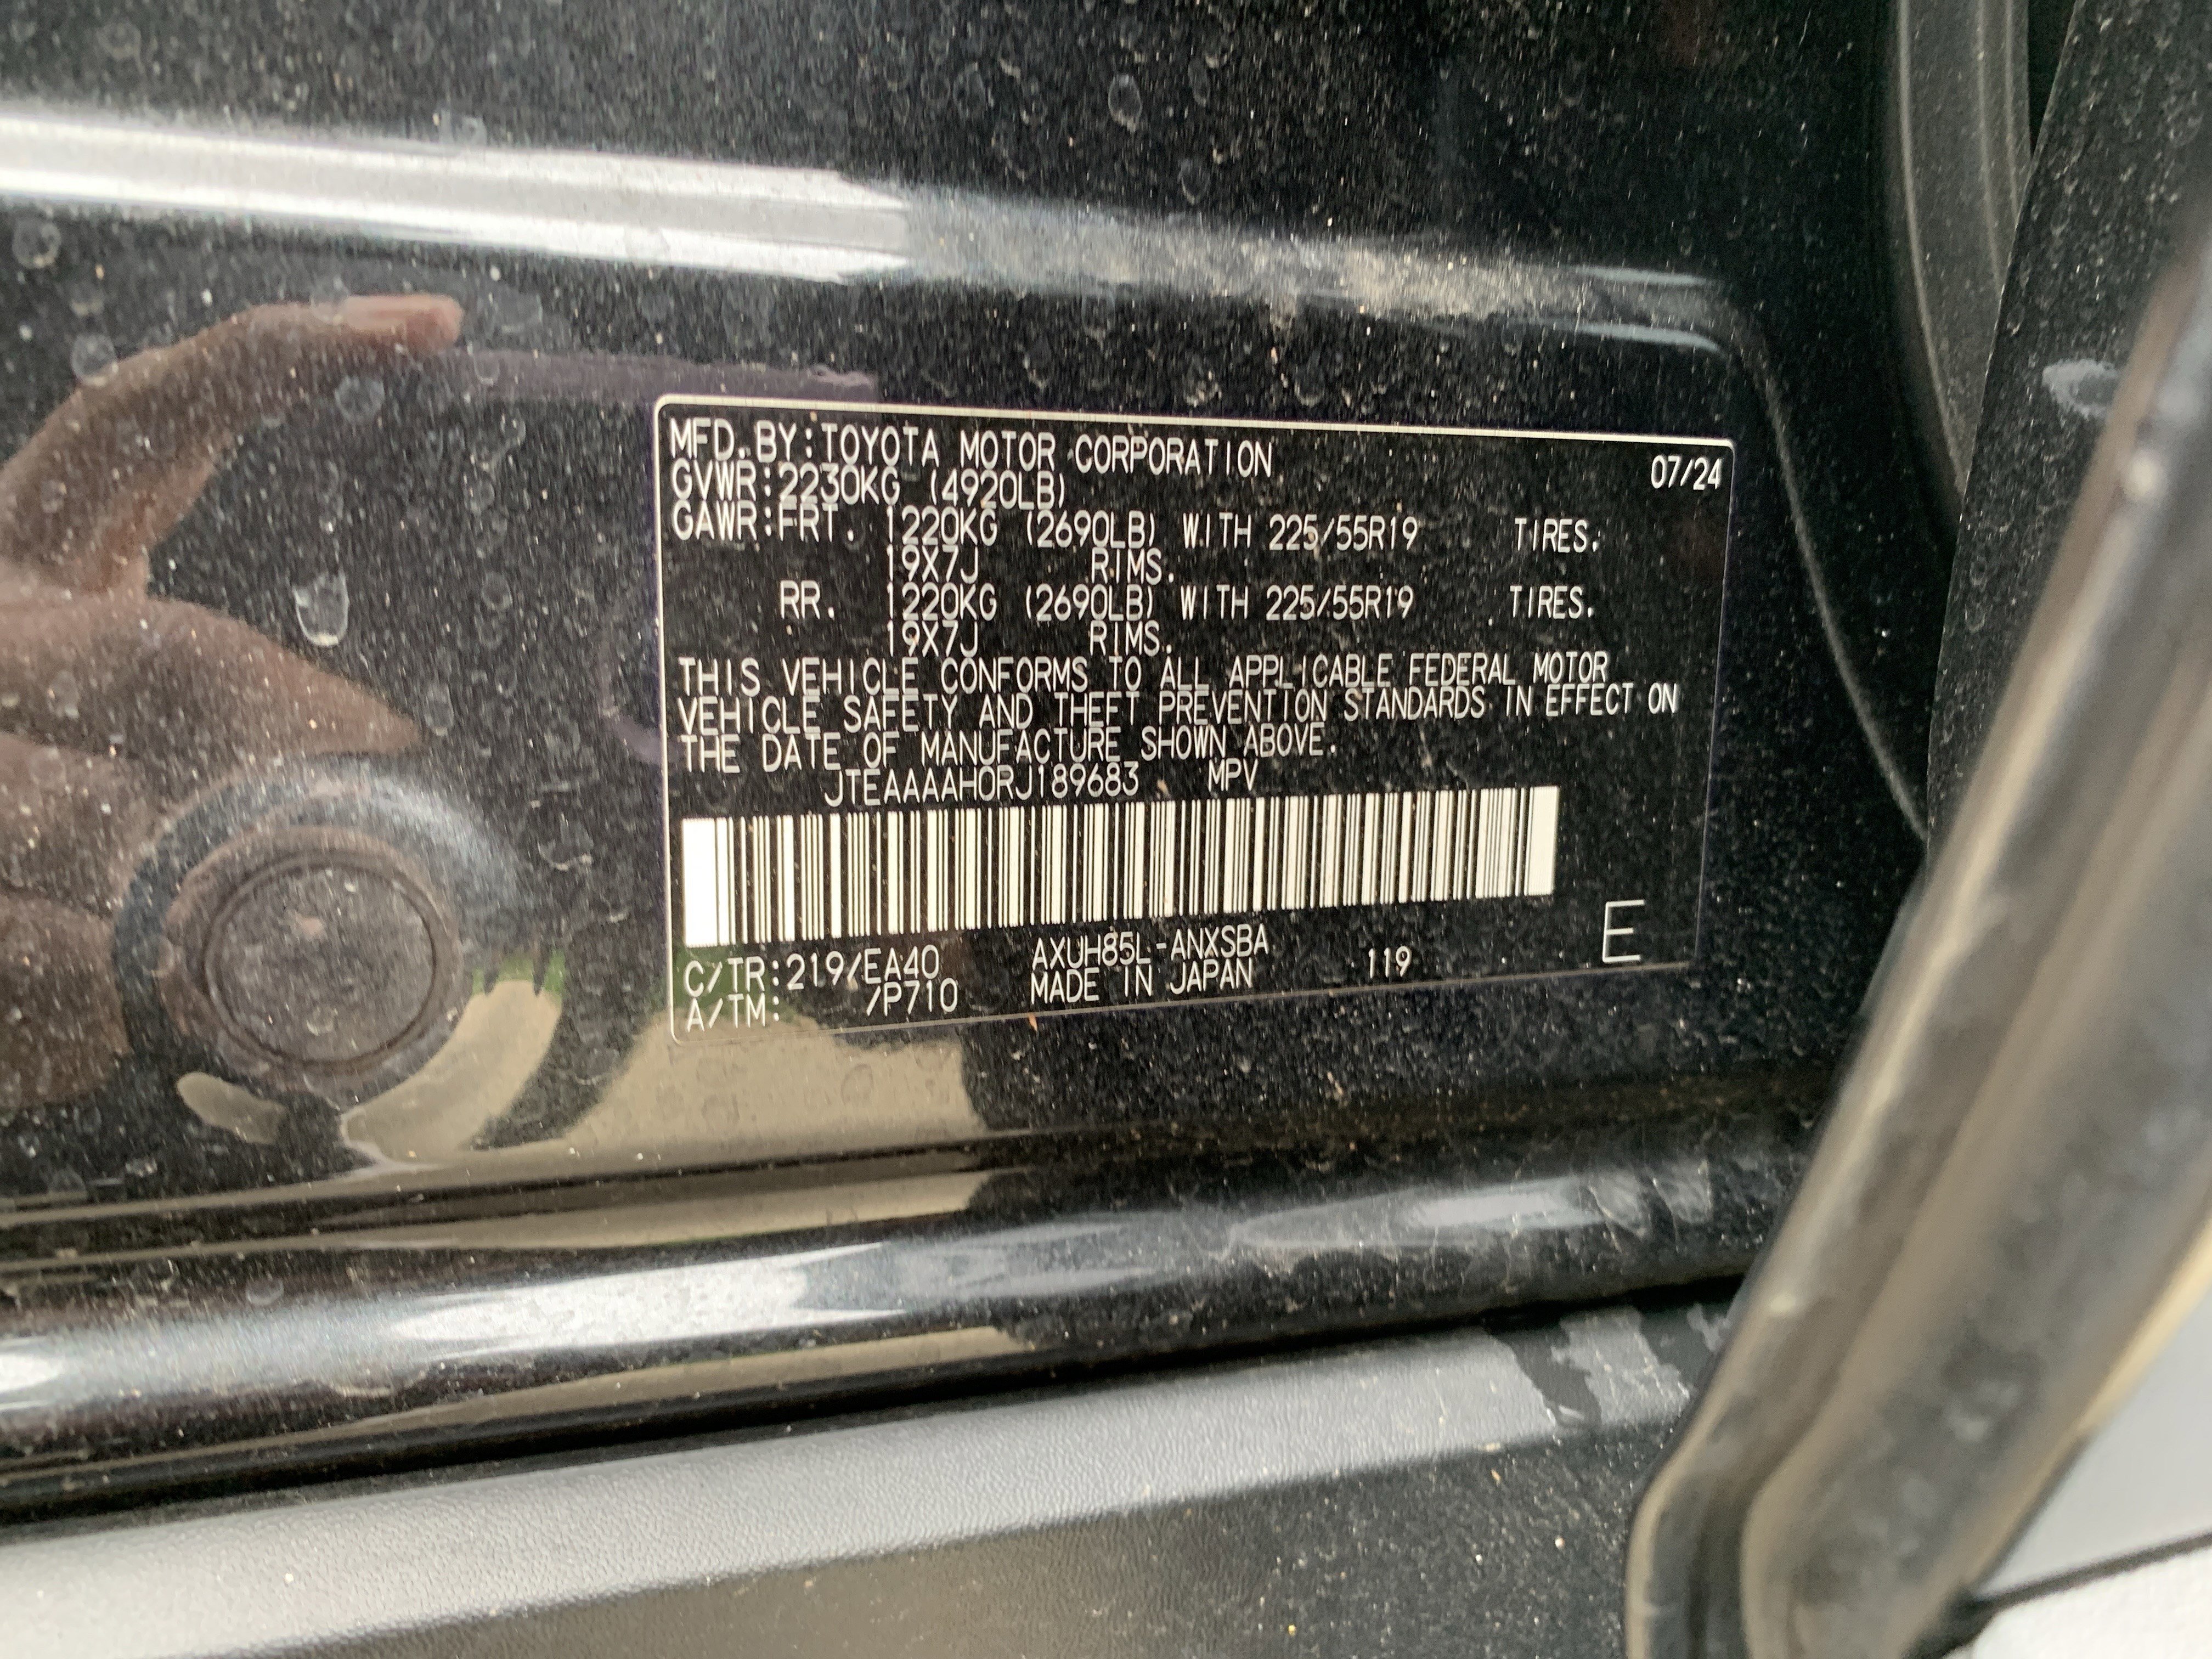 MFD.BY:TOYOTA MOTOR CORPORATION 07/24
GVWR:2230KG (4920LB)
GAWR:FRT. 1220KG (2690LB) WITH 225/55R19 TIRES.
19X7J RIMS.
RR. 1220KG (2690LB) WITH 225/55R19 TIRES.
19X7J RIMS.
THIS VEHICLE CONFORMS TO ALL APPLICABLE FEDERAL MOTOR
VEHICLE SAFETY AND THEFT PREVENTION STANDARDS IN EFFECT ON
THE DATE OF MANUFACTURE SHOWN ABOVE.
JTEAAAAH0RJ189683 MPV
C/TR:219/EA40 AXUH85L-ANXSBA
A/TM: /P710 MADE IN JAPAN 119 E